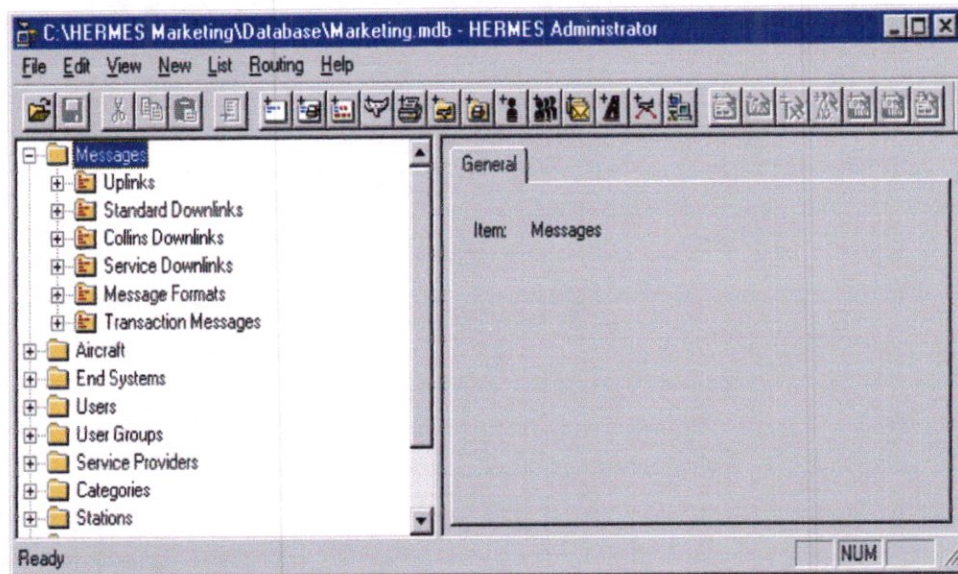 C:\HERMES Marketing\Database\Marketing.mdb - HERMES Administrator
File Edit View New List Routing Help
Messages
Uplinks
Standard Downlinks
Collins Downlinks
Service Downlinks
Message Formats
Transaction Messages
Aircraft
End Systems
Users
User Groups
Service Providers
Categories
Stations
General
Item: Messages
Ready
NUM